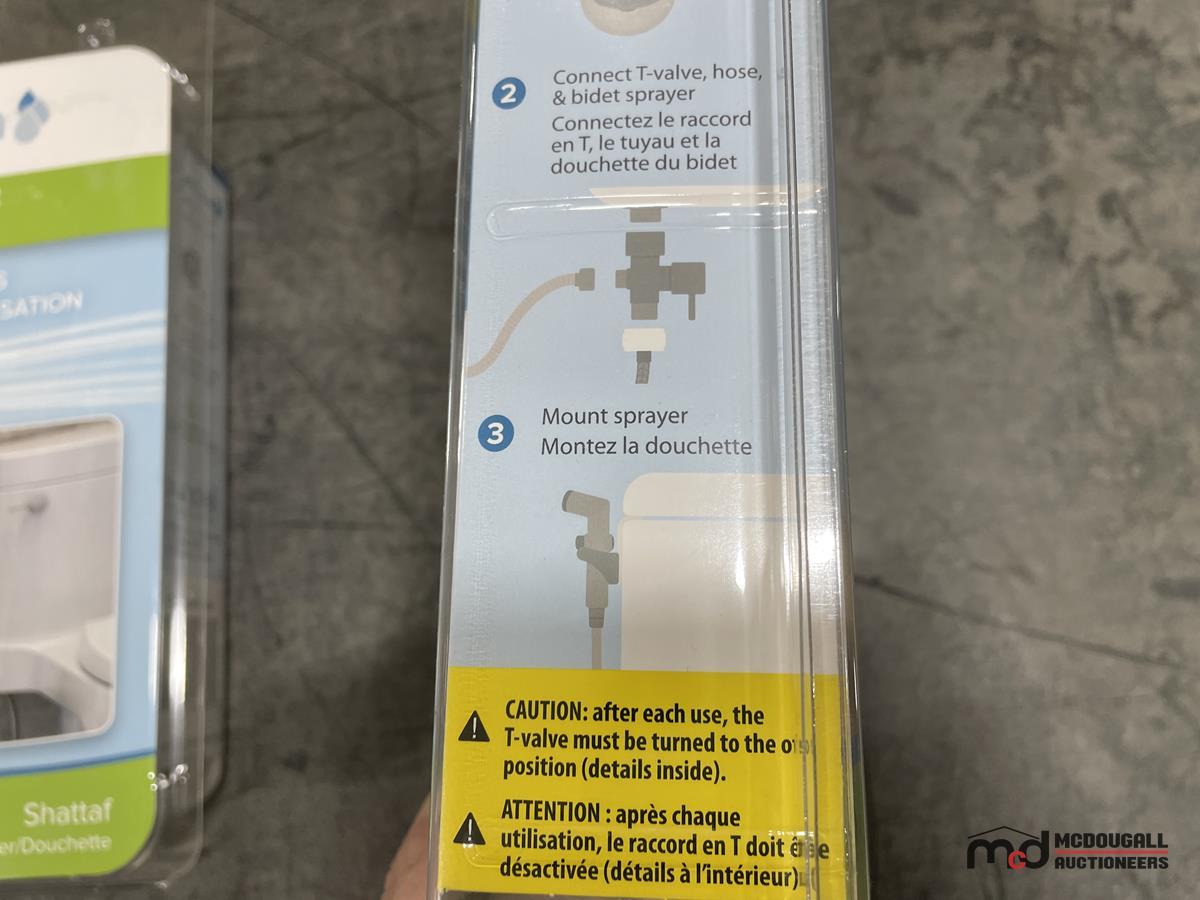 2
Connect T-valve, hose,
& bidet sprayer
Connectez le raccord
en T, le tuyau et la
douchette du bidet
3
Mount sprayer
Montez la douchette
CAUTION: after each use, the
T-valve must be turned to the
position (details inside).
ATTENTION : après chaque
utilisation, le raccord en T doit
désactivée (détails à l'intérieur).
SATION
Shattaf
er/Douchette
mcd MCDOUGALL
AUCTIONEERS